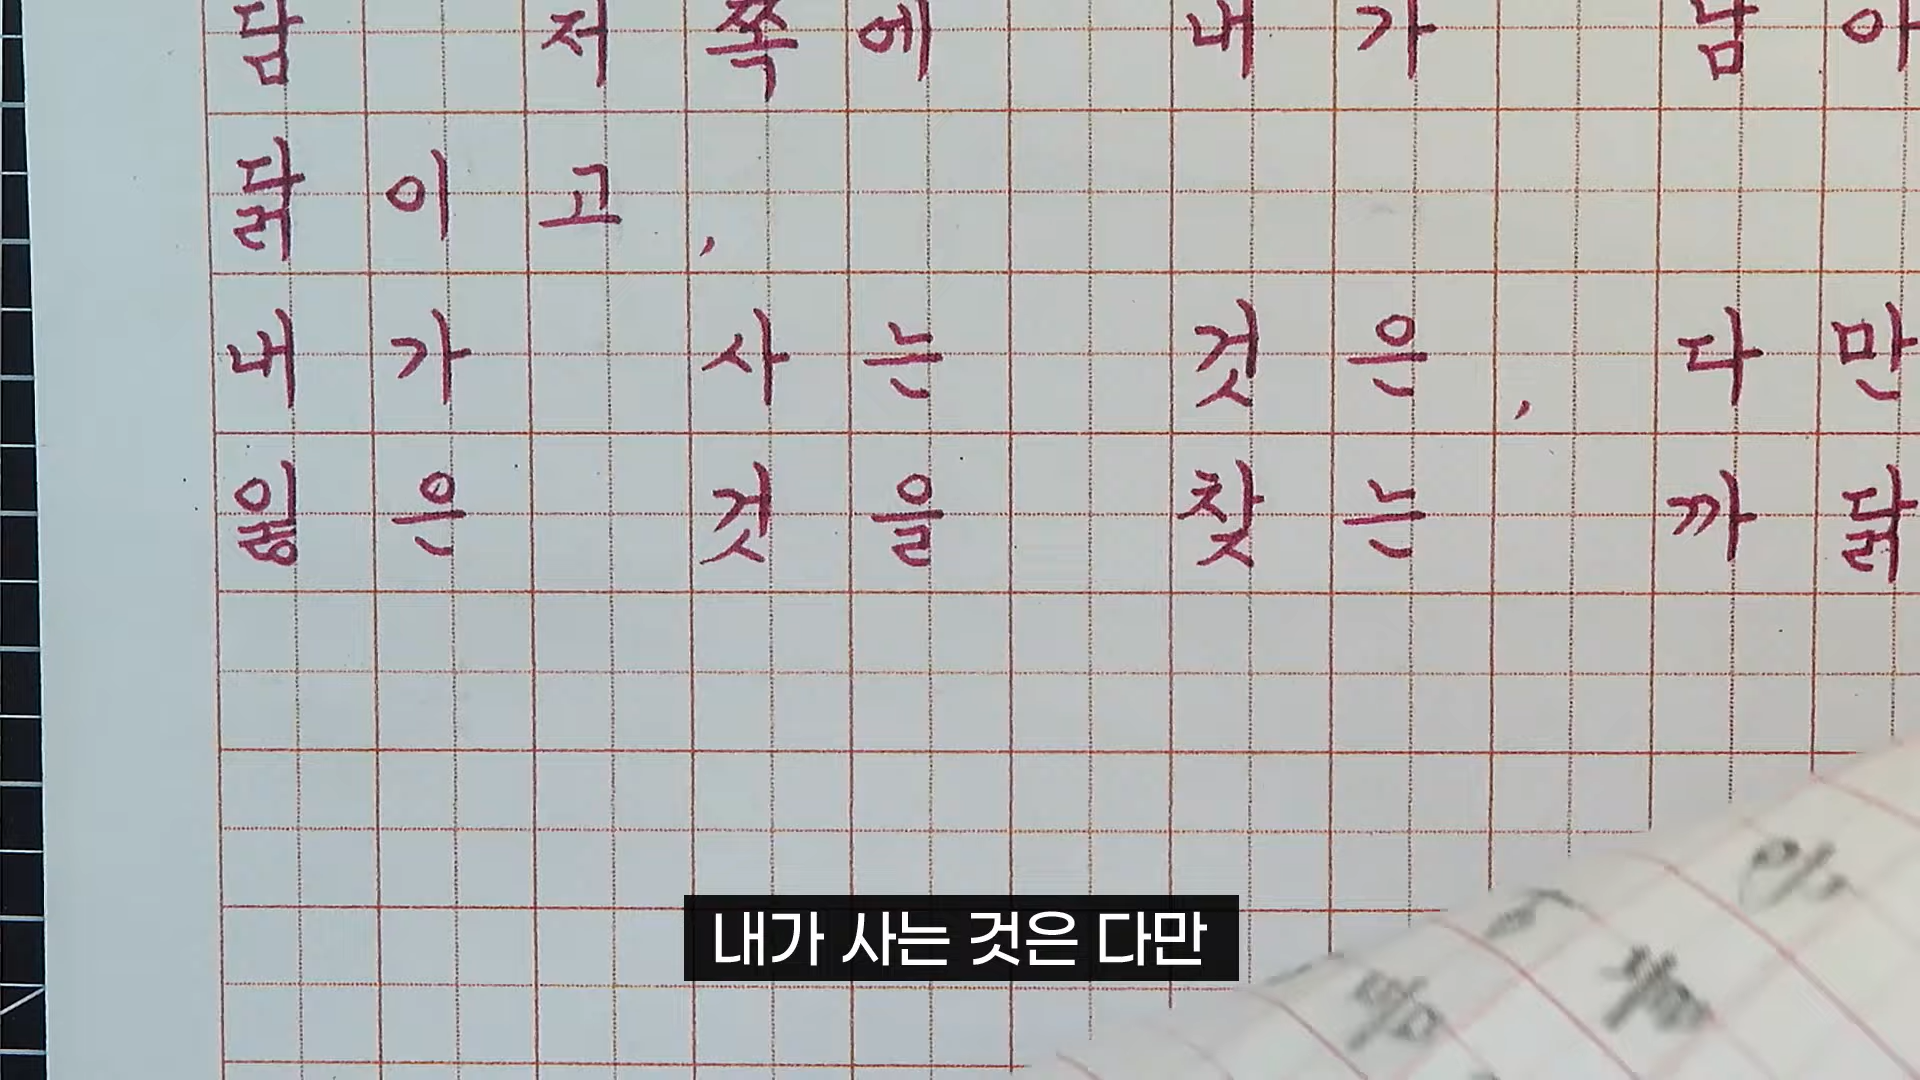 담 저쪽에 내가 남아
닭이고,
내가 사는 것은, 다만
잃은 것을 찾는 까닭
내가 사는 것은 다만